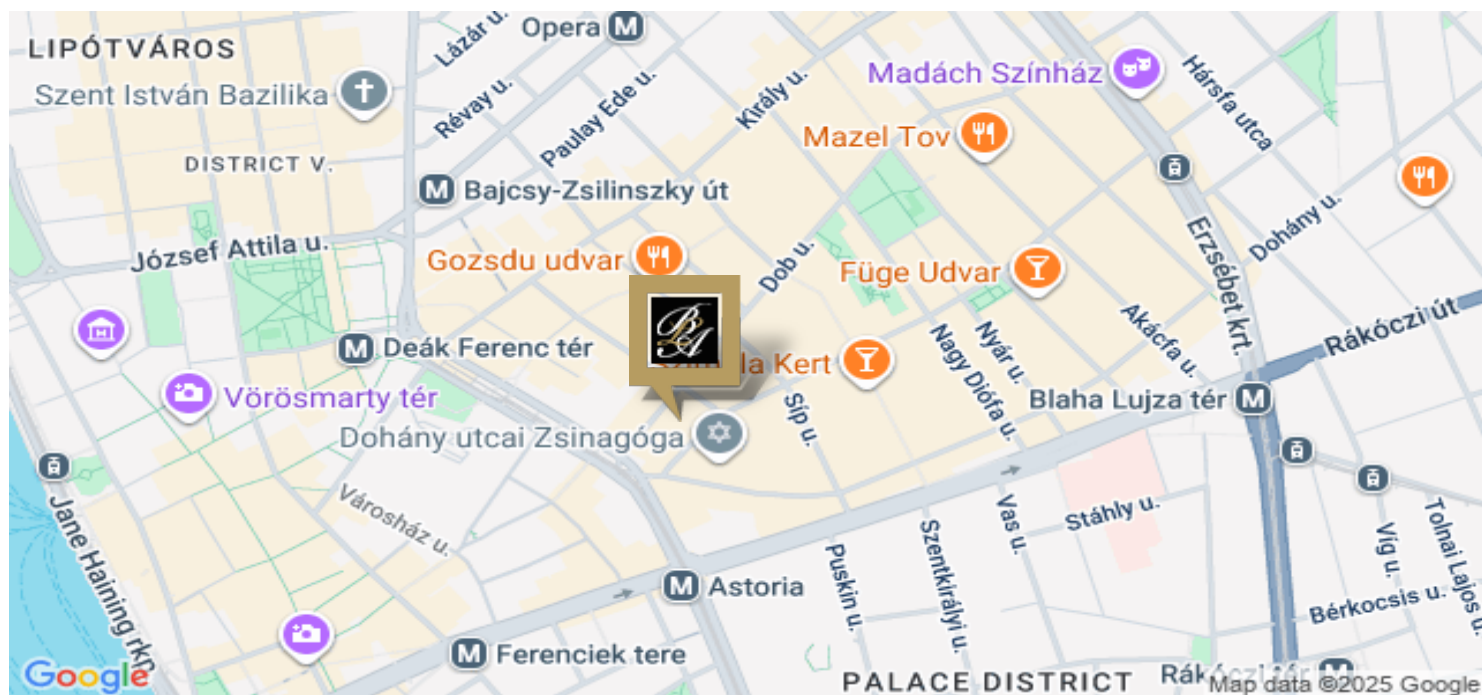 LIPÓTVÁROS
Lázár u.
Opera M
Szent István Bazilika
Révay u.
Paulay Ede u.
Király u.
Madách Színház
Hársfa utca
Mazel Tov
DISTRICT V.
M Bajcsy-Zsilinszky út
József Attila u.
Gozsdu udvar
Dob u.
Füge Udvar
Erzsébet krt.
Dohány u.
M Deák Ferenc tér
Kert
Nagy Diófa u.
Nyár u.
Akácfa u.
Rákóczi út
Vörösmarty tér
Blaha Lujza tér M
Dohány utcai Zsinagóga
Síp u.
Jane Haining rkp.
Városház u.
Vas u.
Stáhly u.
Puskin u.
Szentkirályi u.
Víg u.
Tolnai Lajos u.
M Astoria
Bérkocsis u.
M Ferenciek tere
PALACE DISTRICT
Google
Map data ©2025 Google